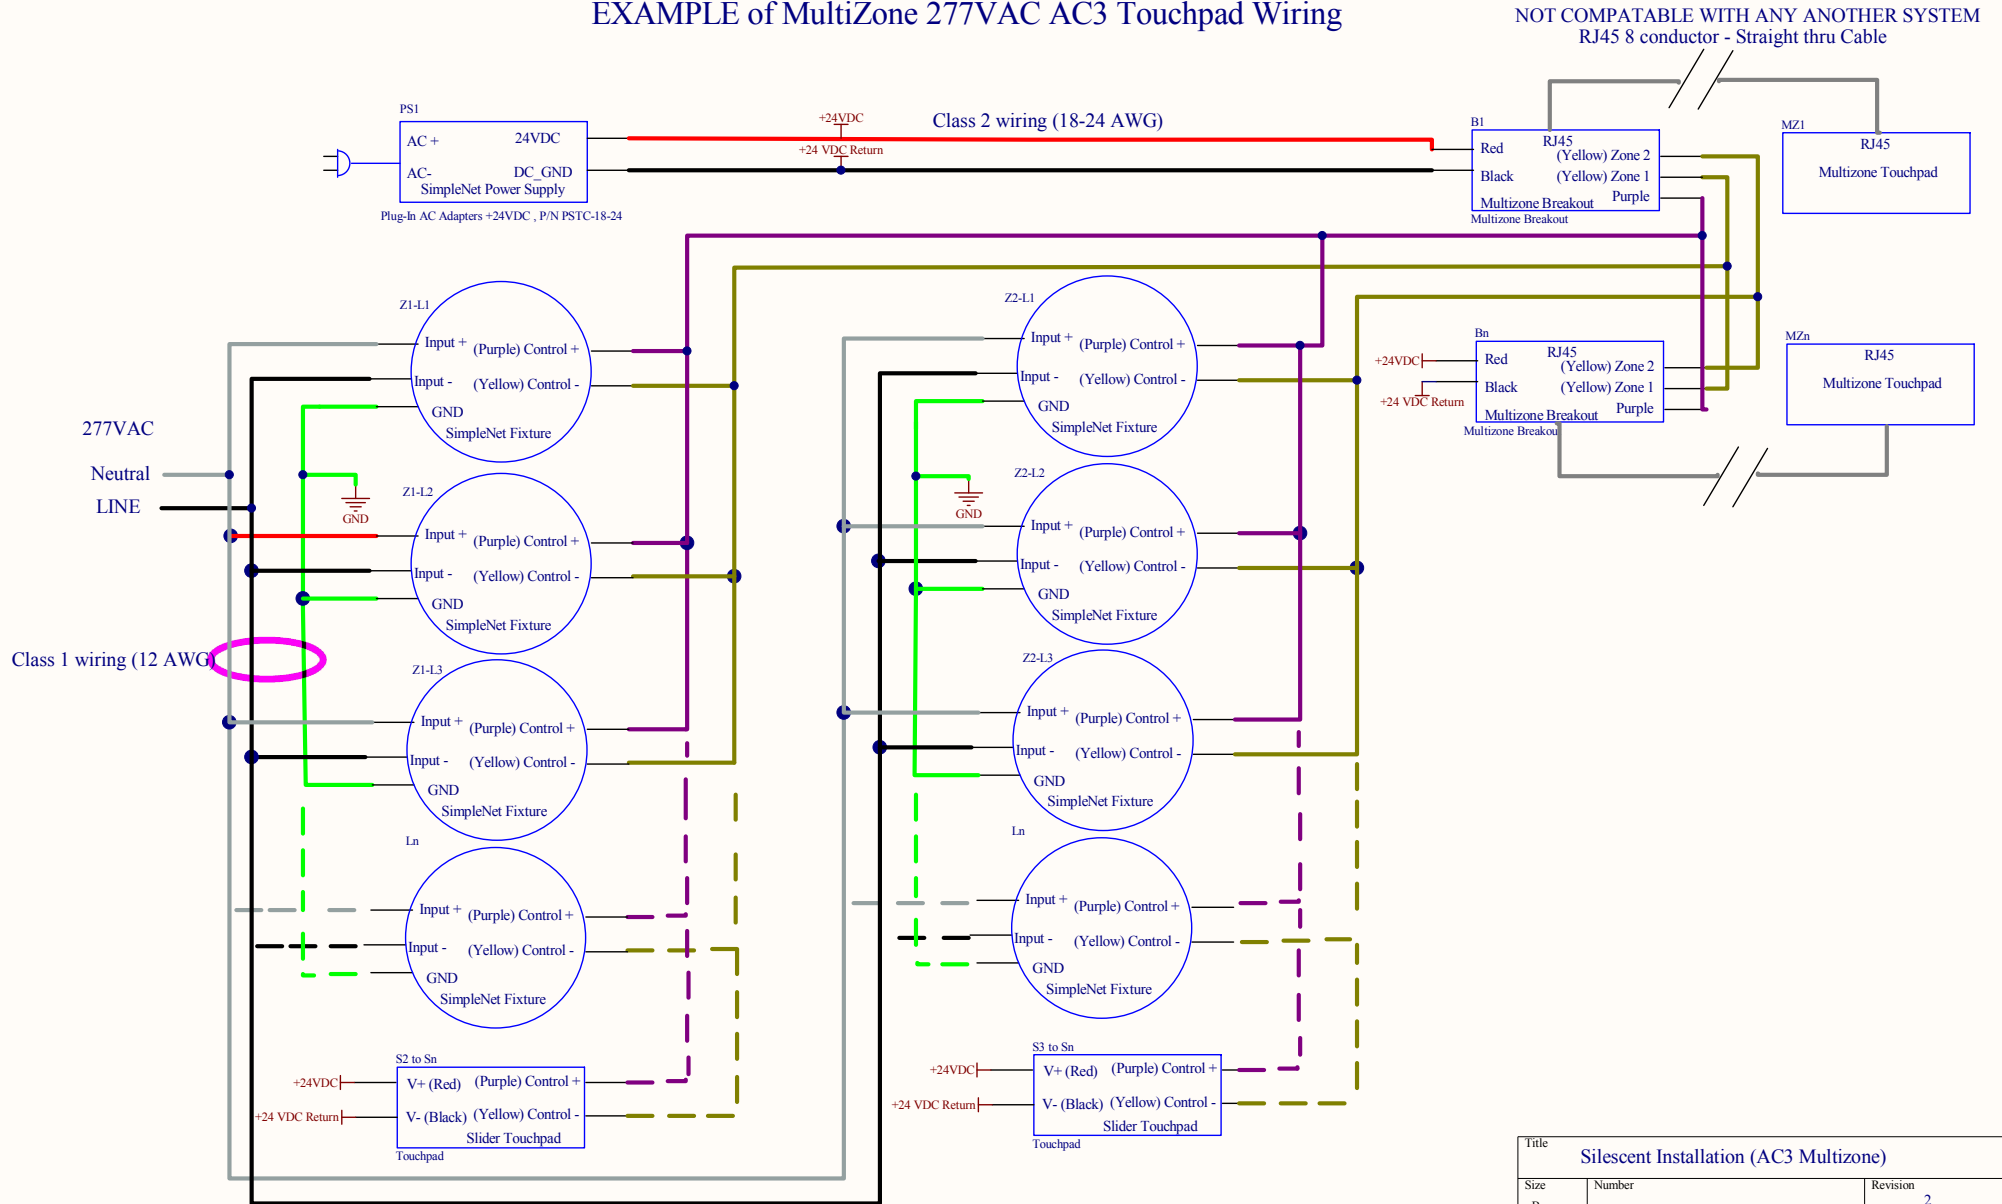 EXAMPLE of MultiZone 277VAC AC3 Touchpad Wiring
NOT COMPATABLE WITH ANY ANOTHER SYSTEM
RJ45 8 conductor - Straight thru Cable
PS1
AC +
24VDC
AC-
DC_GND
SimpleNet Power Supply
Plug-In AC Adapters +24VDC , P/N PSTC-18-24
+24VDC
+24 VDC Return
Class 2 wiring (18-24 AWG)
B1
RJ45
Red
(Yellow) Zone 2
Black
(Yellow) Zone 1
Purple
Multizone Breakout
Multizone Breakout
MZ1
RJ45
Multizone Touchpad
Bn
RJ45
+24VDC
Red
(Yellow) Zone 2
Black
(Yellow) Zone 1
+24 VDC Return
Purple
Multizone Breakout
Multizone Breakou
MZn
RJ45
Multizone Touchpad
277VAC
Neutral
LINE
Class 1 wiring (12 AWG)
Z1-L1
Input +
(Purple) Control +
Input -
(Yellow) Control -
GND
SimpleNet Fixture
GND
Z1-L2
Input +
(Purple) Control +
Input -
(Yellow) Control -
GND
SimpleNet Fixture
Z1-L3
Input +
(Purple) Control +
Input -
(Yellow) Control -
GND
SimpleNet Fixture
Ln
Input +
(Purple) Control +
Input -
(Yellow) Control -
GND
SimpleNet Fixture
S2 to Sn
+24VDC
V+ (Red)
(Purple) Control +
+24 VDC Return
V- (Black)
(Yellow) Control -
Slider Touchpad
Touchpad
Z2-L1
Input +
(Purple) Control +
Input -
(Yellow) Control -
GND
SimpleNet Fixture
GND
Z2-L2
Input +
(Purple) Control +
Input -
(Yellow) Control -
GND
SimpleNet Fixture
Z2-L3
Input +
(Purple) Control +
Input -
(Yellow) Control -
GND
SimpleNet Fixture
Ln
Input +
(Purple) Control +
Input -
(Yellow) Control -
GND
SimpleNet Fixture
S3 to Sn
+24VDC
V+ (Red)
(Purple) Control +
+24 VDC Return
V- (Black)
(Yellow) Control -
Slider Touchpad
Touchpad
Title
Silescent Installation (AC3 Multizone)
Size
Number
Revision
2